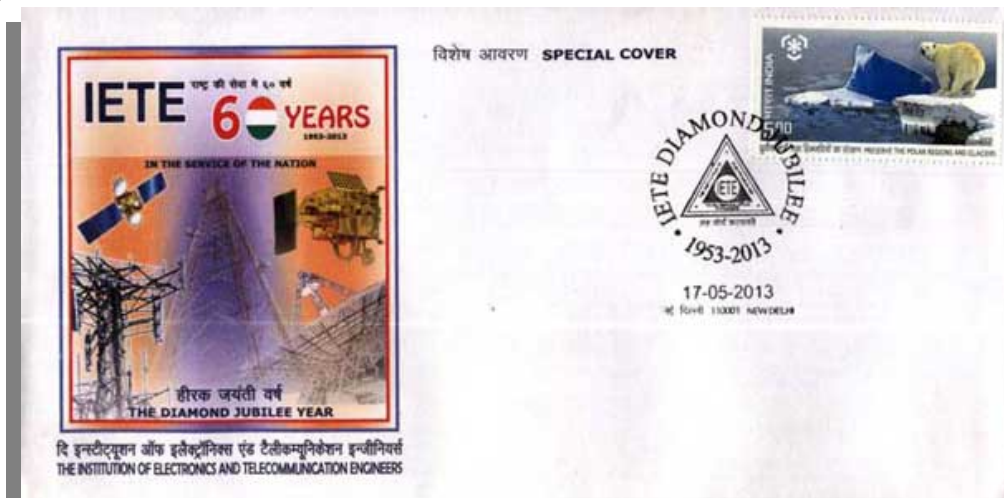 विशेष आवरण SPECIAL COVER
IETE
राष्ट्र की सेवा में ६० वर्ष
60 YEARS
1953-2013
IN THE SERVICE OF THE NATION
हीरक जयंती वर्ष
THE DIAMOND JUBILEE YEAR
दि इन्स्टीट्यूशन ऑफ इलैक्ट्रॉनिक्स एंड टैलीकम्यूनिकेशन इन्जीनियर्स
THE INSTITUTION OF ELECTRONICS AND TELECOMMUNICATION ENGINEERS
INDIA
5.00
PRESERVE THE POLAR REGIONS AND GLACIERS
IETE DIAMOND JUBILEE
IETE
1953-2013
17-05-2013
नई दिल्ली 110001 NEW DELHI